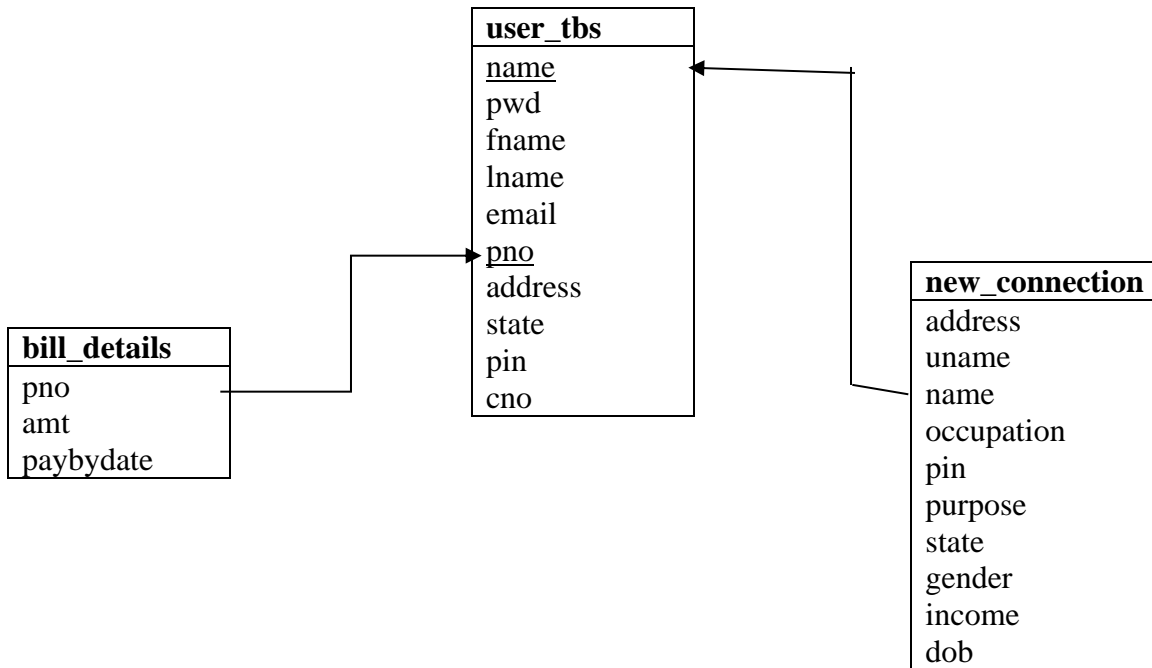 user_tbs
name
pwd
fname
lname
email
pno
address
state
pin
cno
bill_details
pno
amt
paybydate
new_connection
address
uname
name
occupation
pin
purpose
state
gender
income
dob